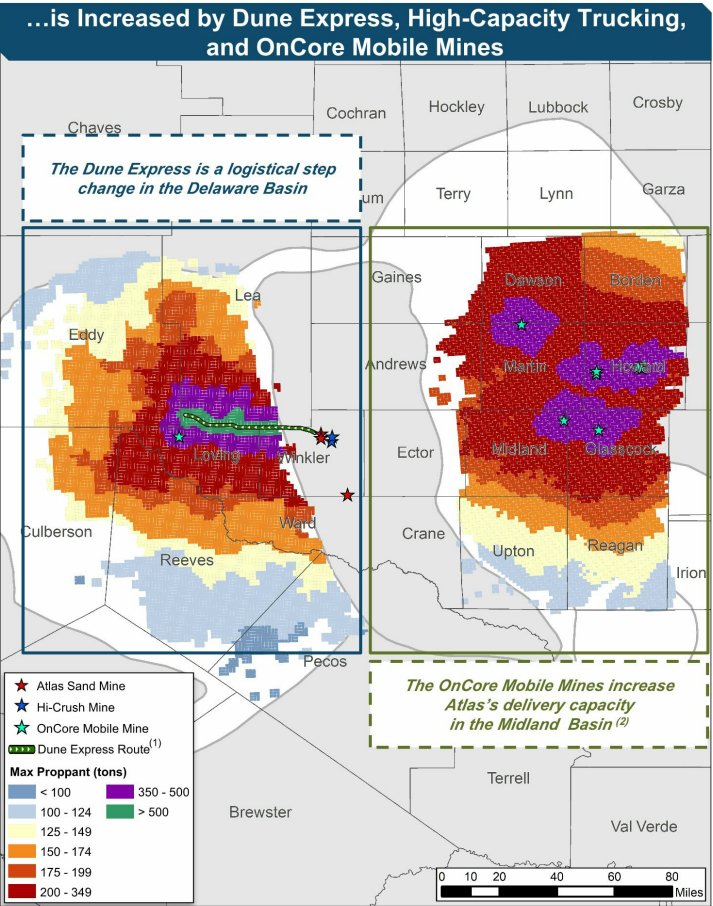 ...is Increased by Dune Express, High-Capacity Trucking,
and OnCore Mobile Mines
Cochran
Hockley
Lubbock
Crosby
Chaves
The Dune Express is a logistical step
change in the Delaware Basin
um
Terry
Lynn
Garza
Gaines
Dawson
Borden
Lea
Eddy
Andrews
Martin
Howard
Loving
Winkler
Ector
Midland
Glasscock
Ward
Culberson
Crane
Reeves
Upton
Reagan
Irion
Pecos
The OnCore Mobile Mines increase
Atlas's delivery capacity
in the Midland Basin (2)
Atlas Sand Mine
Hi-Crush Mine
OnCore Mobile Mine
Dune Express Route(1)
Max Proppant (tons)
< 100
350 - 500
100 - 124
> 500
125 - 149
150 - 174
175 - 199
200 - 349
Brewster
Terrell
Val Verde
0 10 20 40 60 80
Miles